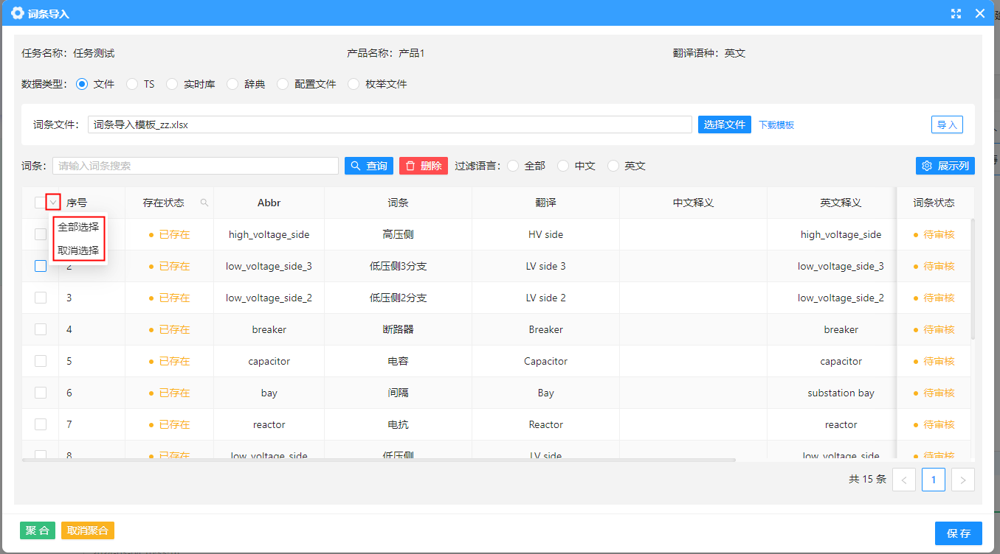 词条导入
任务名称：任务测试 产品名称：产品1 翻译语种：英文
数据类型： 文件 TS 实时库 辞典 配置文件 枚举文件
词条文件： 词条导入模板_zz.xlsx 选择文件 下载模板 导入
词条： 请输入词条搜索 查询 删除 过滤语言： 全部 中文 英文 展示列
序号 存在状态 Abbr 词条 翻译 中文释义 英文释义 词条状态
全部选择
取消选择
已存在 high_voltage_side 高压侧 HV side high_voltage_side 待审核
2 已存在 low_voltage_side_3 低压侧3分支 LV side 3 low_voltage_side_3 待审核
3 已存在 low_voltage_side_2 低压侧2分支 LV side 2 low_voltage_side_2 待审核
4 已存在 breaker 断路器 Breaker breaker 待审核
5 已存在 capacitor 电容 Capacitor capacitor 待审核
6 已存在 bay 间隔 Bay substation bay 待审核
7 已存在 reactor 电抗 Reactor reactor 待审核
8 已存在 low_voltage_side 低压侧 LV side low_voltage_side 待审核
共 15 条 < 1 >
聚合 取消聚合 保存